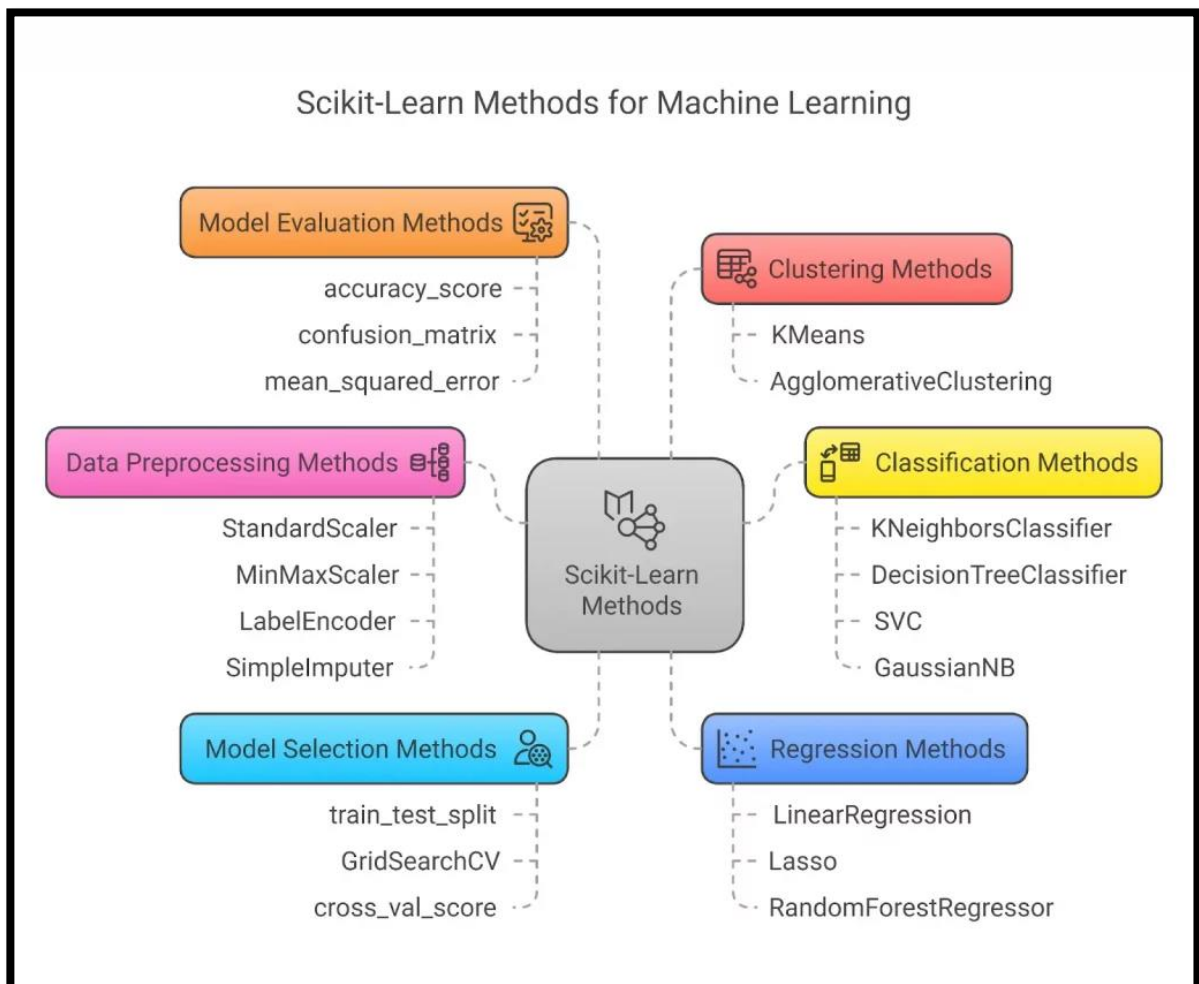 Scikit-Learn Methods for Machine Learning
Model Evaluation Methods
accuracy_score
confusion_matrix
mean_squared_error
Clustering Methods
KMeans
AgglomerativeClustering
Data Preprocessing Methods
StandardScaler
MinMaxScaler
LabelEncoder
SimpleImputer
Scikit-Learn
Methods
Classification Methods
KNeighborsClassifier
DecisionTreeClassifier
SVC
GaussianNB
Model Selection Methods
train_test_split
GridSearchCV
cross_val_score
Regression Methods
LinearRegression
Lasso
RandomForestRegressor